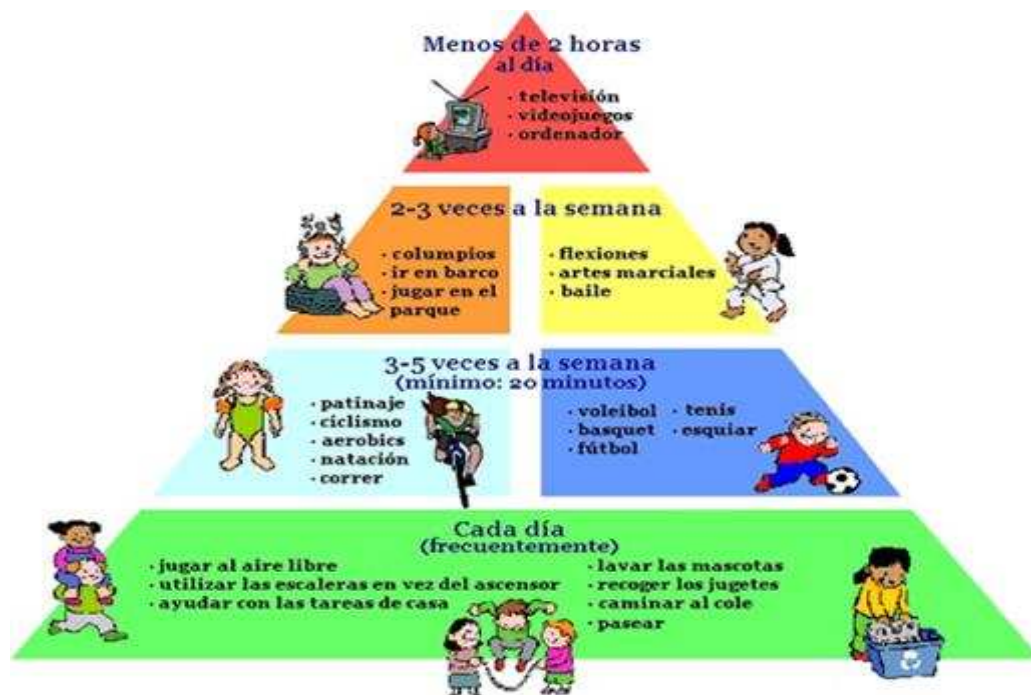 Menos de 2 horas
al día
· televisión
· videojuegos
· ordenador
2-3 veces a la semana
· columpios
· ir en barco
· jugar en el
parque
· flexiones
· artes marciales
· baile
3-5 veces a la semana
(mínimo: 20 minutos)
· patinaje
· ciclismo
· aerobics
· natación
· correr
· voleibol
· basquet
· fútbol
· tenis
· esquiar
Cada día
(frecuentemente)
· jugar al aire libre
· utilizar las escaleras en vez del ascensor
· ayudar con las tareas de casa
· lavar las mascotas
· recoger los jugetes
· caminar al cole
· pasear